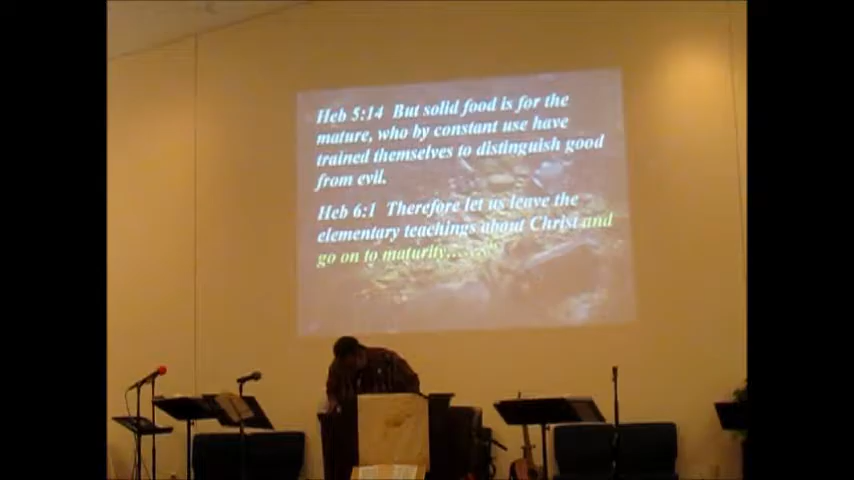 Heb 5:14 But solid food is for the
mature, who by constant use have
trained themselves to distinguish good
from evil.
Heb 6:1 Therefore let us leave the
elementary teachings about Christ and
go on to maturity……"